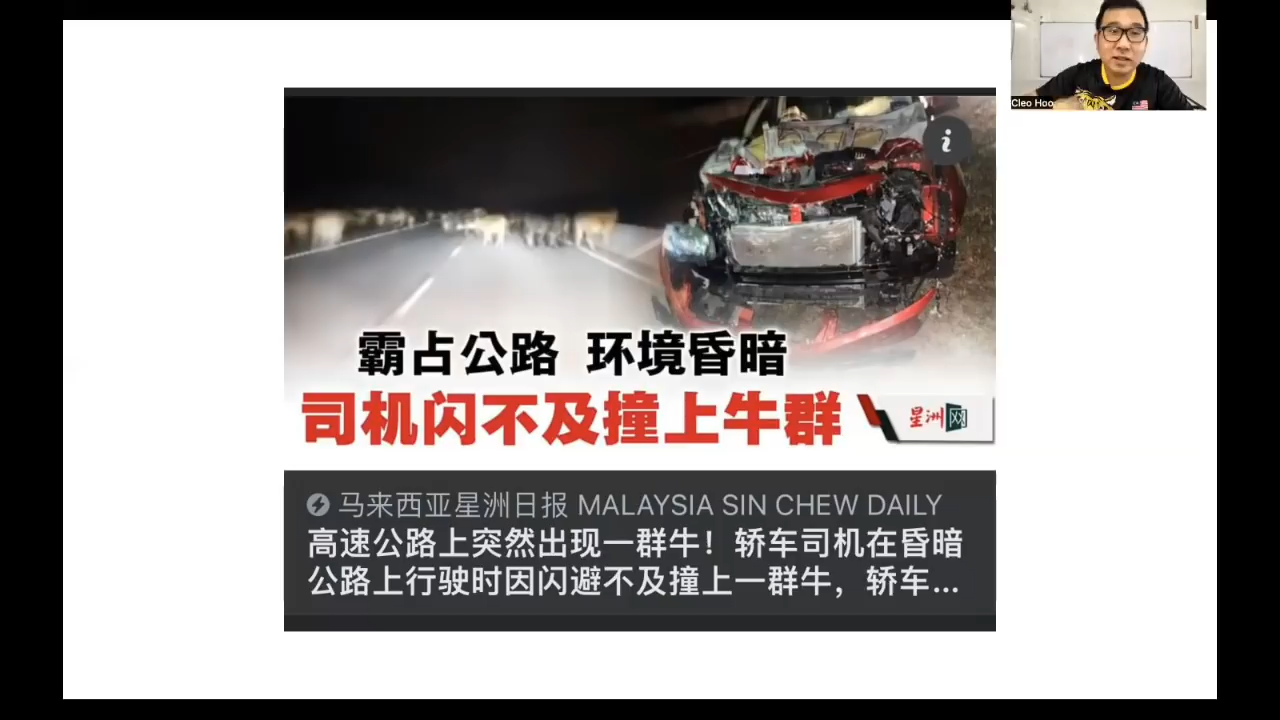 Cleo Hoo
霸占公路 环境昏暗
司机闪不及撞上牛群
星洲网
马来西亚星洲日报 MALAYSIA SIN CHEW DAILY
高速公路上突然出现一群牛！轿车司机在昏暗
公路上行驶时因闪避不及撞上一群牛，轿车...